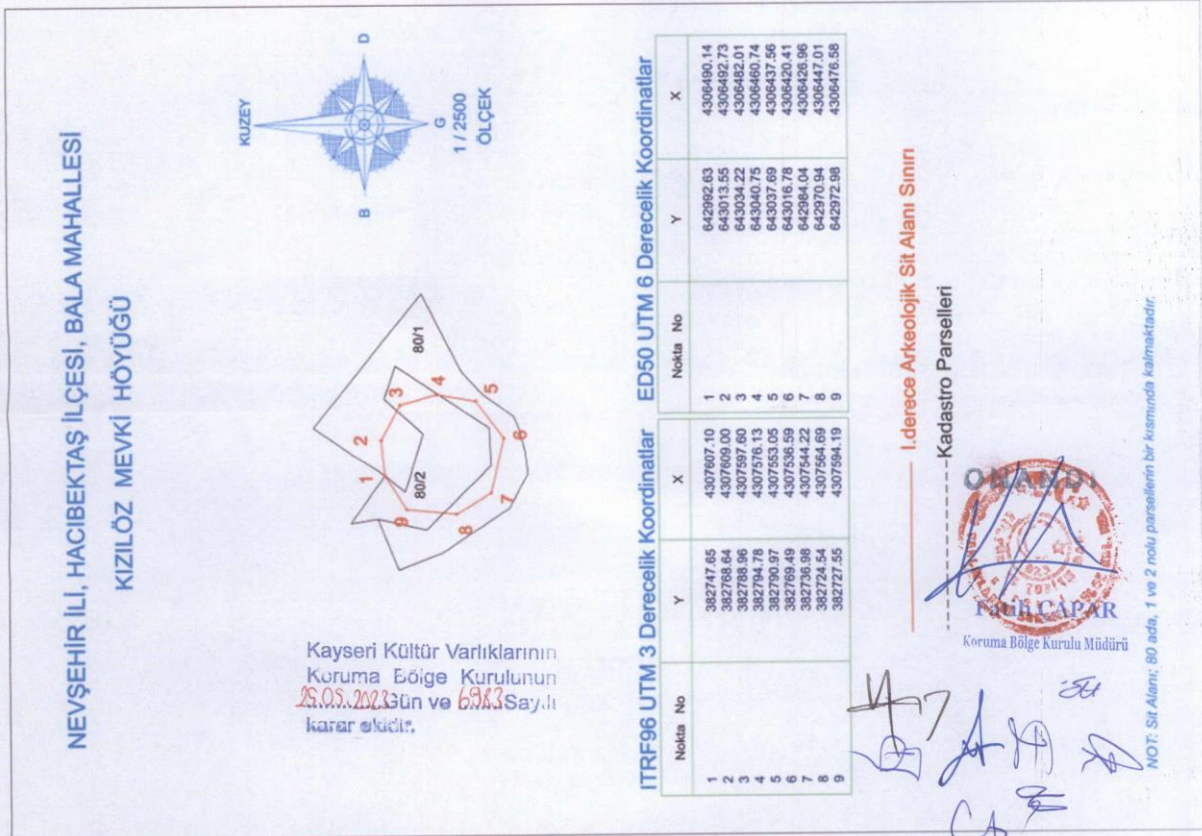 NEVŞEHİR İLİ, HACIBEKTAŞ İLÇESİ, BALA MAHALLESİ
KIZILÖZ MEVKİ HÖYÜĞÜ
KUZEY
B
D
G
1 / 2500
ÖLÇEK
80/1
80/2
1
2
3
4
5
6
7
8
9
Kayseri Kültür Varlıklarının
Koruma Bölge Kurulunun
25.05.2023 Gün ve 6983 Sayılı
karar ekidir.
ITRF96 UTM 3 Derecelik Koordinatlar
Nokta No Y X
1 382747.65 4307607.10
2 382768.64 4307609.00
3 382788.96 4307597.60
4 382794.78 4307576.13
5 382790.97 4307553.05
6 382769.49 4307536.59
7 382736.98 4307544.22
8 382724.54 4307564.69
9 382727.55 4307594.19
ED50 UTM 6 Derecelik Koordinatlar
Nokta No Y X
1 642992.63 4306490.14
2 643013.55 4306492.73
3 643034.22 4306482.01
4 643040.75 4306460.74
5 643037.69 4306437.56
6 643016.78 4306420.41
7 642984.04 4306426.96
8 642970.94 4306447.01
9 642972.98 4306476.58
I.derece Arkeolojik Sit Alanı Sınırı
Kadastro Parselleri
ONANDI
Fatih ÇAPAR
Koruma Bölge Kurulu Müdürü
NOT: Sit Alanı; 80 ada, 1 ve 2 nolu parsellerin bir kısmında kalmaktadır.